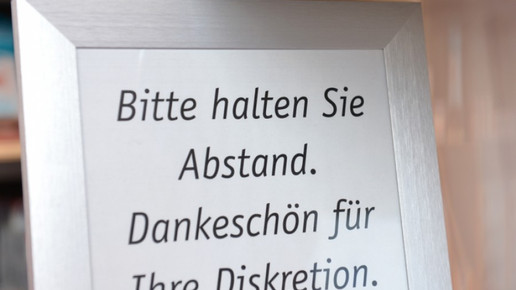 Bitte halten Sie
Abstand.
Dankeschön für
Ihre Diskretion.